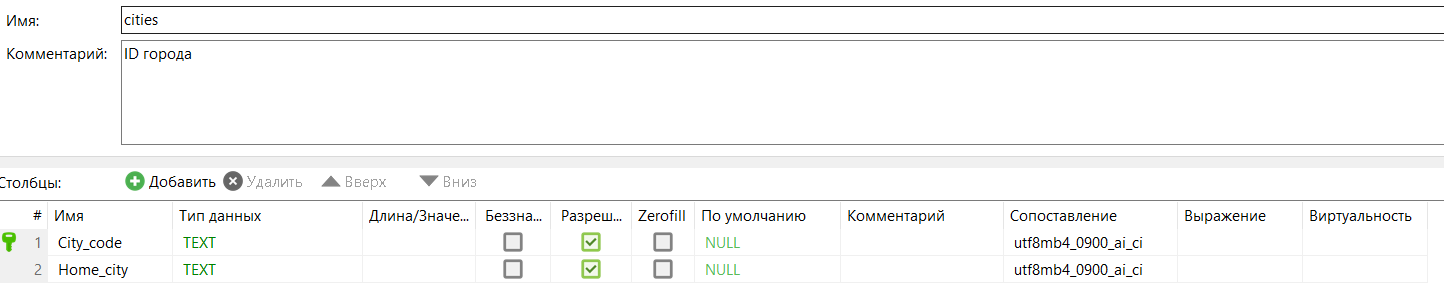 Имя: cities
Комментарий: ID города
Столбцы: Добавить Удалить Вверх Вниз
# Имя Тип данных Длина/Значе... Беззна... Разреш... Zerofill По умолчанию Комментарий Сопоставление Выражение Виртуальность
1 City_code TEXT NULL utf8mb4_0900_ai_ci
2 Home_city TEXT NULL utf8mb4_0900_ai_ci